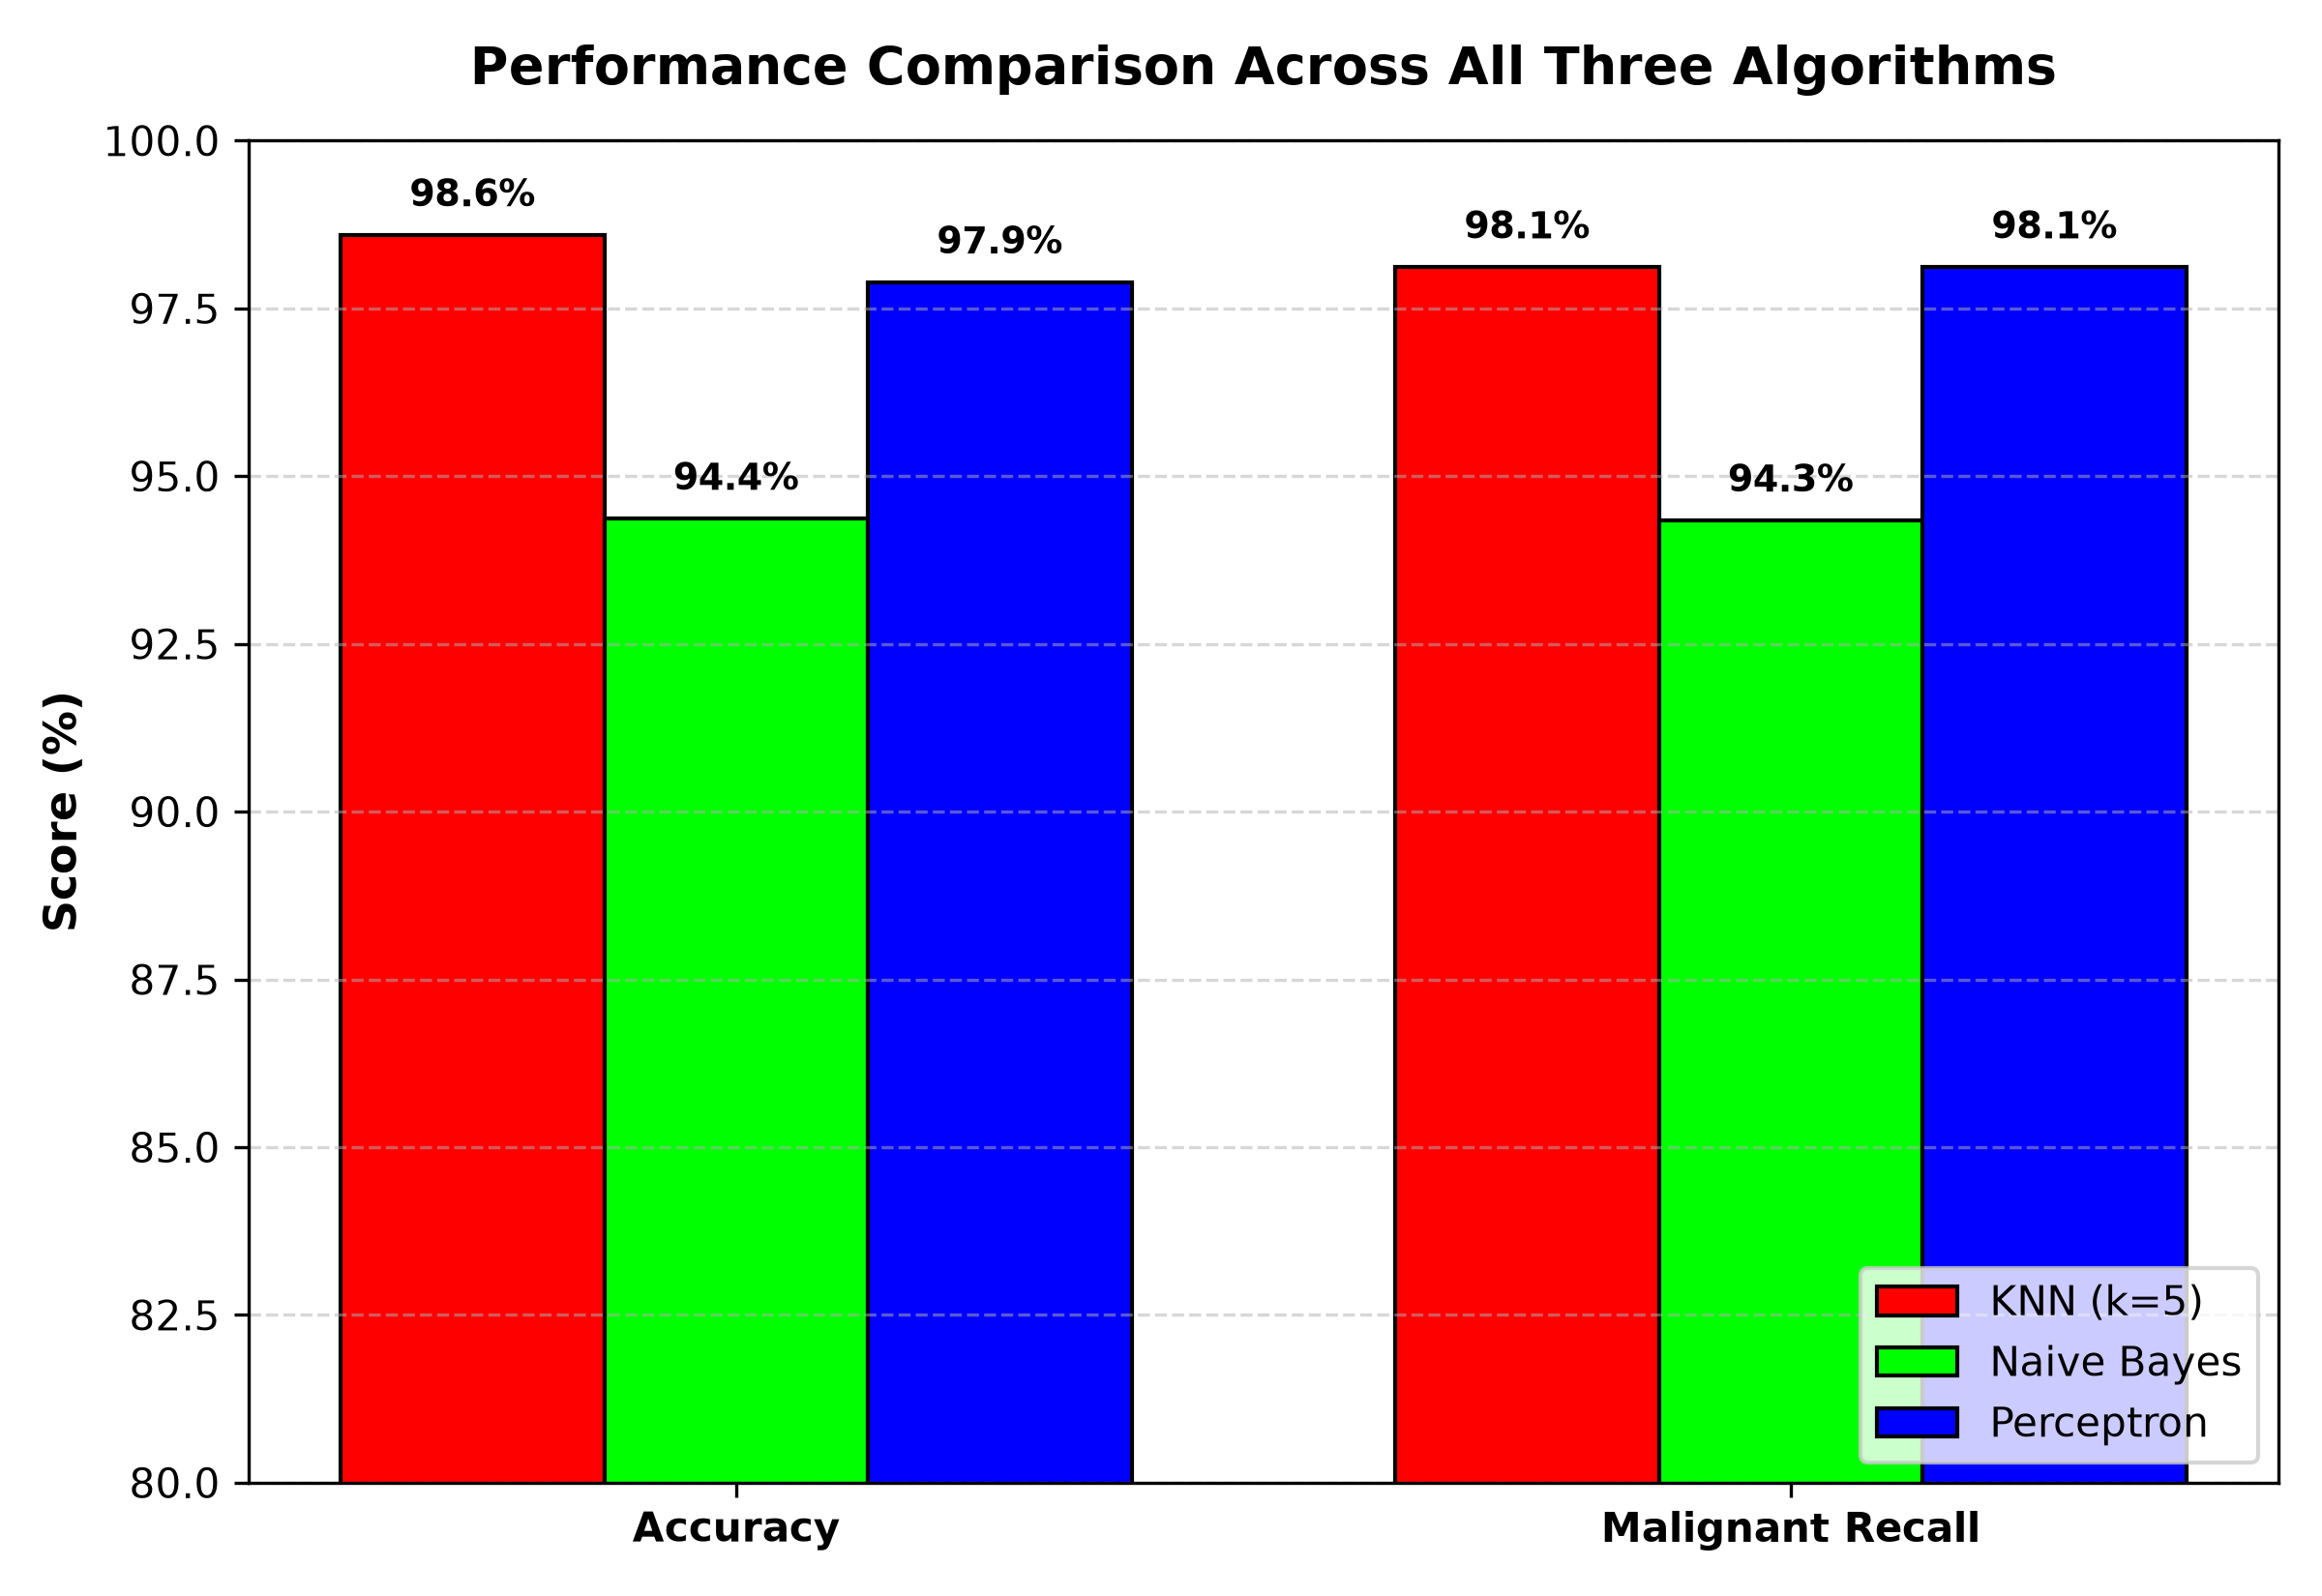 Performance Comparison Across All Three Algorithms
100.0
97.5
95.0
92.5
90.0
87.5
85.0
82.5
80.0
Score (%)
98.6%
94.4%
97.9%
98.1%
94.3%
98.1%
KNN (k=5)
Naive Bayes
Perceptron
Accuracy
Malignant Recall